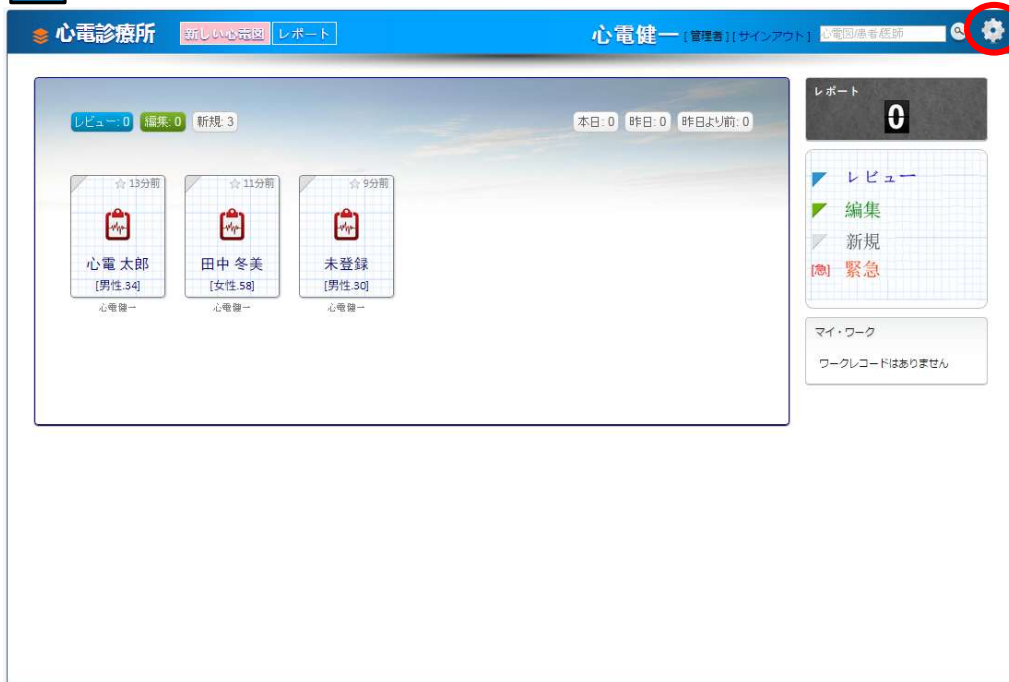 心電診療所 新しい心電図 レポート 心電健一 [管理者] [サインアウト] 心電図/患者/医師
レビュー: 0 編集: 0 新規: 3 本日: 0 昨日: 0 昨日より前: 0
☆ 13分前 ☆ 11分前 ☆ 9分前
心電 太郎 田中 冬美 未登録
[男性.34] [女性.58] [男性.30]
心電健一 心電健一 心電健一
レポート
0
レビュー
編集
新規
[急] 緊急
マイ・ワーク
ワークレコードはありません